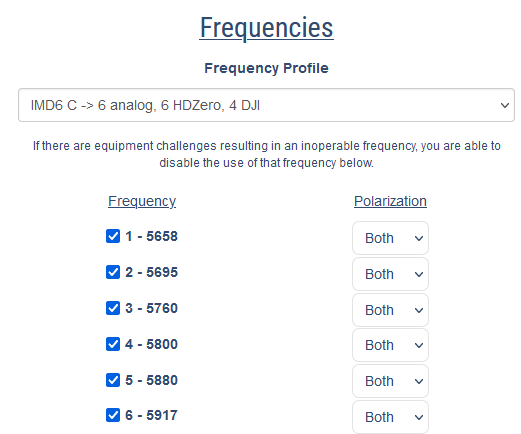 Frequencies
Frequency Profile
IMD6 C -> 6 analog, 6 HDZero, 4 DJI
If there are equipment challenges resulting in an inoperable frequency, you are able to
disable the use of that frequency below.
Frequency Polarization
1 - 5658 Both
2 - 5695 Both
3 - 5760 Both
4 - 5800 Both
5 - 5880 Both
6 - 5917 Both